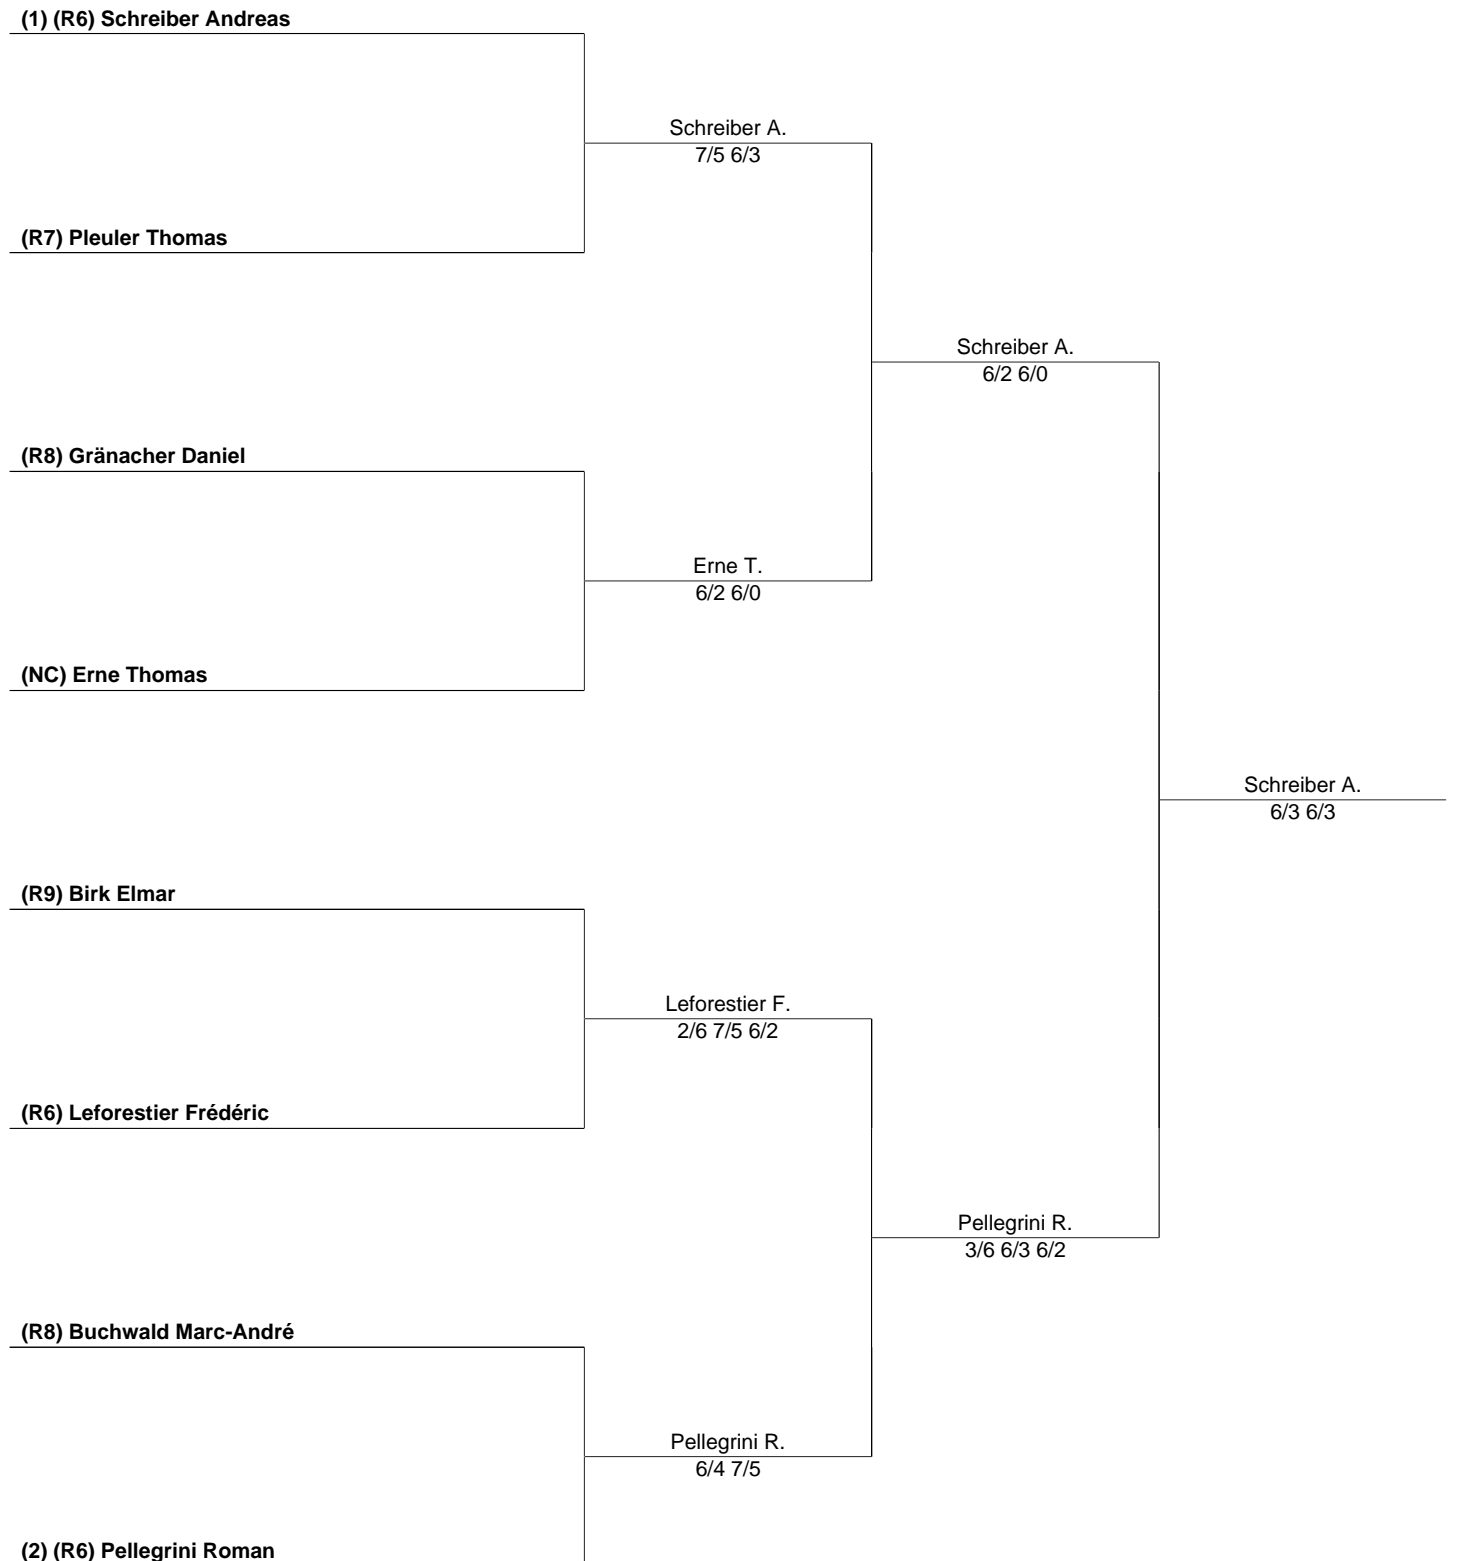 (1) (R6) Schreiber Andreas
Schreiber A.
7/5 6/3
(R7) Pleuler Thomas
Schreiber A.
6/2 6/0
(R8) Gränacher Daniel
Erne T.
6/2 6/0
(NC) Erne Thomas
Schreiber A.
6/3 6/3
(R9) Birk Elmar
Leforestier F.
2/6 7/5 6/2
(R6) Leforestier Frédéric
Pellegrini R.
3/6 6/3 6/2
(R8) Buchwald Marc-André
Pellegrini R.
6/4 7/5
(2) (R6) Pellegrini Roman